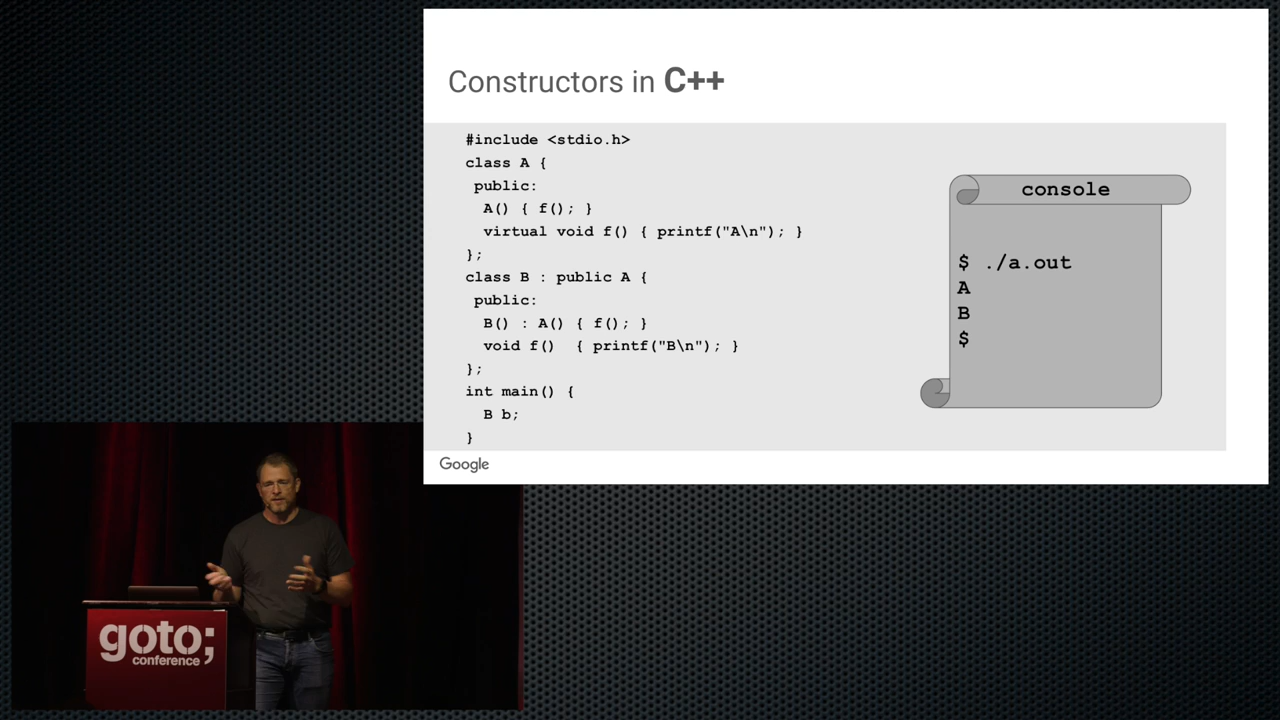 Constructors in C++
#include <stdio.h>
class A {
 public:
  A() { f(); }
  virtual void f() { printf("A\n"); }
};
class B : public A {
 public:
  B() : A() { f(); }
  void f()  { printf("B\n"); }
};
int main() {
  B b;
}
console
$ ./a.out
A
B
$
Google
goto;
conference